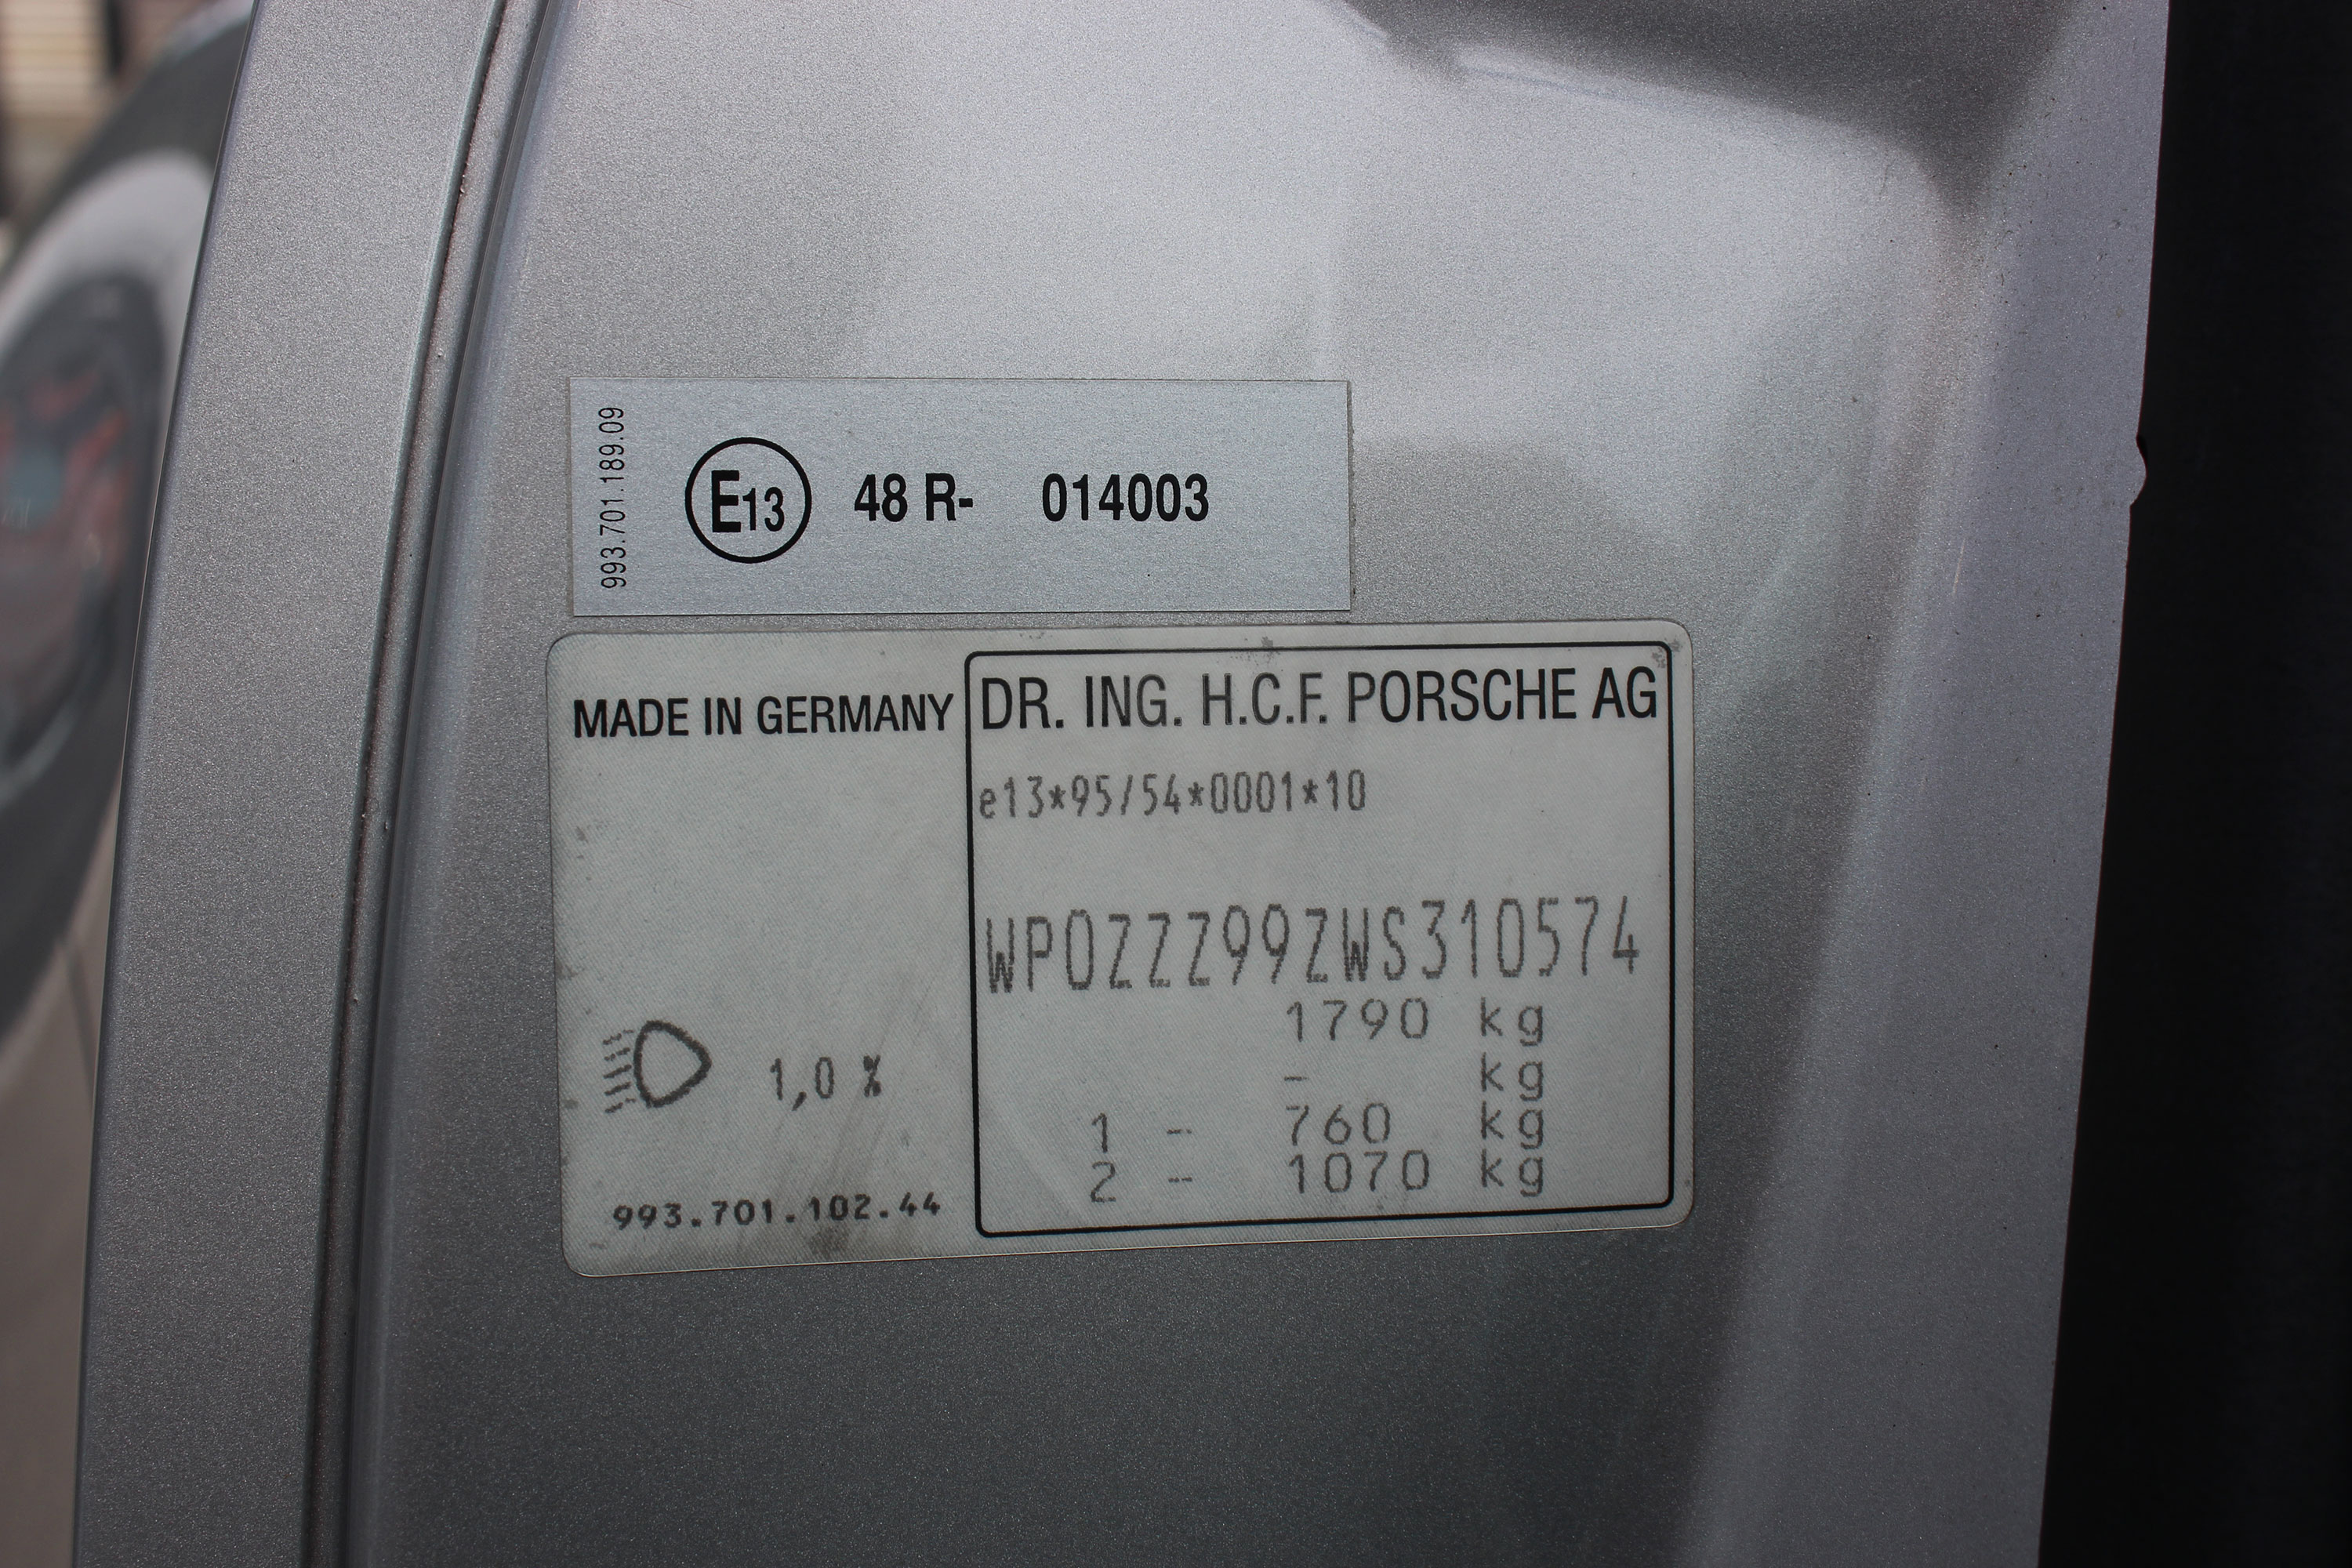 993.701.189.09
E13 48 R- 014003
MADE IN GERMANY
DR. ING. H.C.F. PORSCHE AG
e13*95/54*0001*10
WP0ZZZ99ZWS310574
1790 kg
- kg
1 - 760 kg
2 - 1070 kg
1,0 %
993.701.102.44